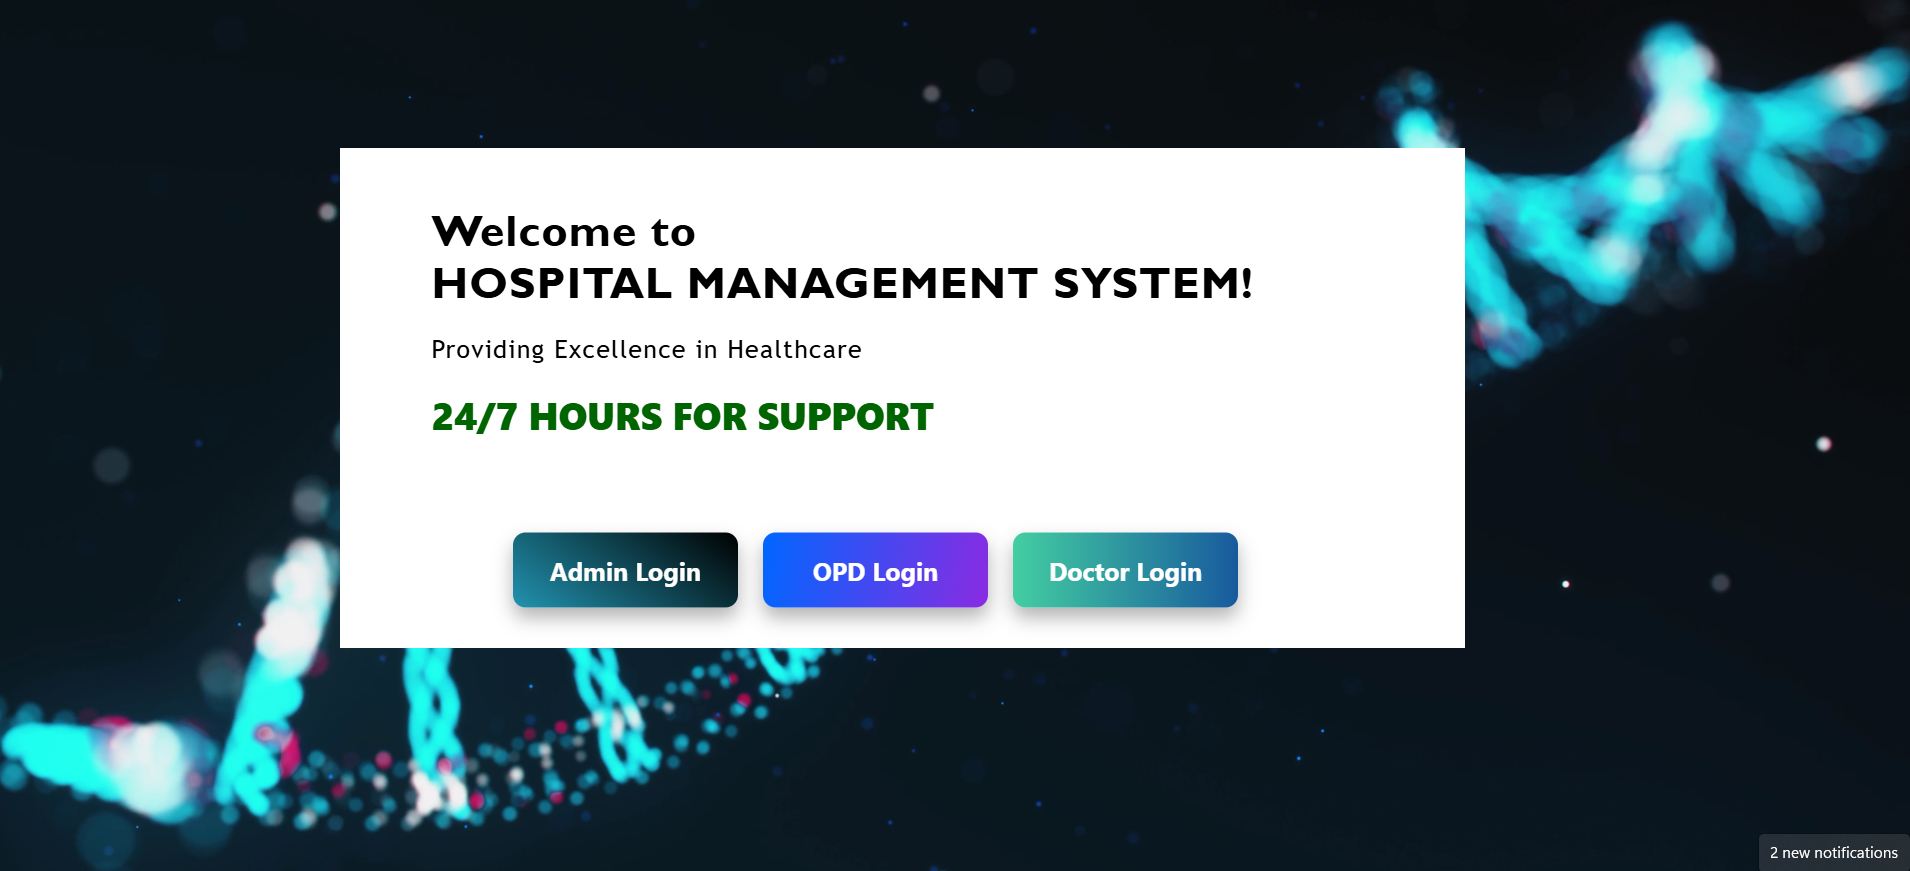 Welcome to
HOSPITAL MANAGEMENT SYSTEM!
Providing Excellence in Healthcare
24/7 HOURS FOR SUPPORT
Admin Login
OPD Login
Doctor Login
2 new notifications